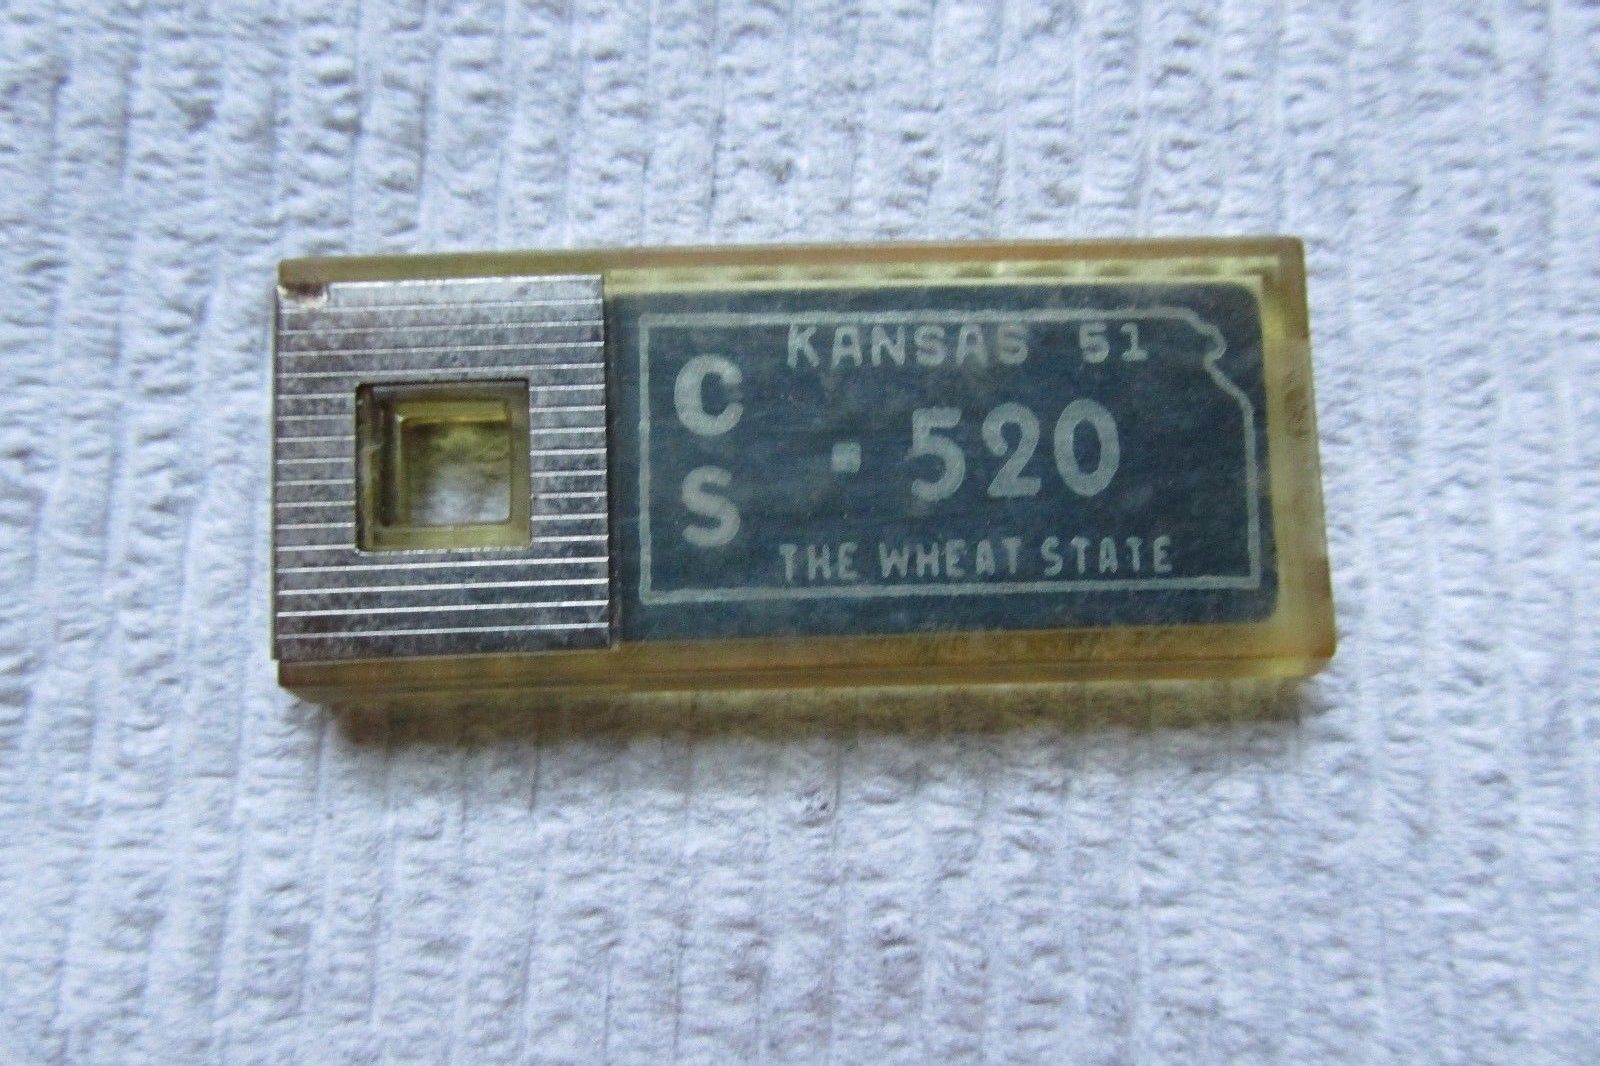 KANSAS 51
C
S
▪ 520
THE WHEAT STATE